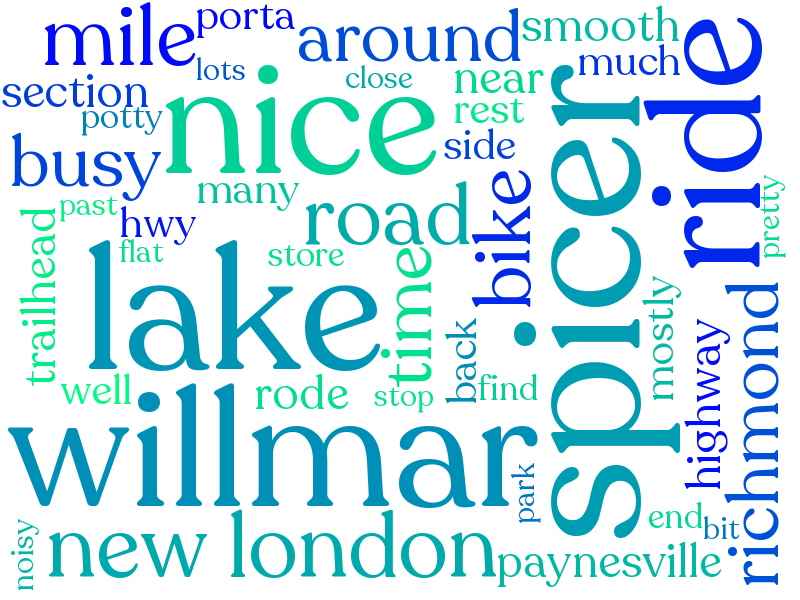 mile
porta
around
smooth
ride
much
lots
close
section
nice
near
rest
potty
spicer
busy
side
many
road
bike
past
hwy
pretty
trailhead
flat
store
time
lake
mostly
richmond
back
highway
well
rode
stop
find
willmar
park
new london
end
bit
noisy
paynesville